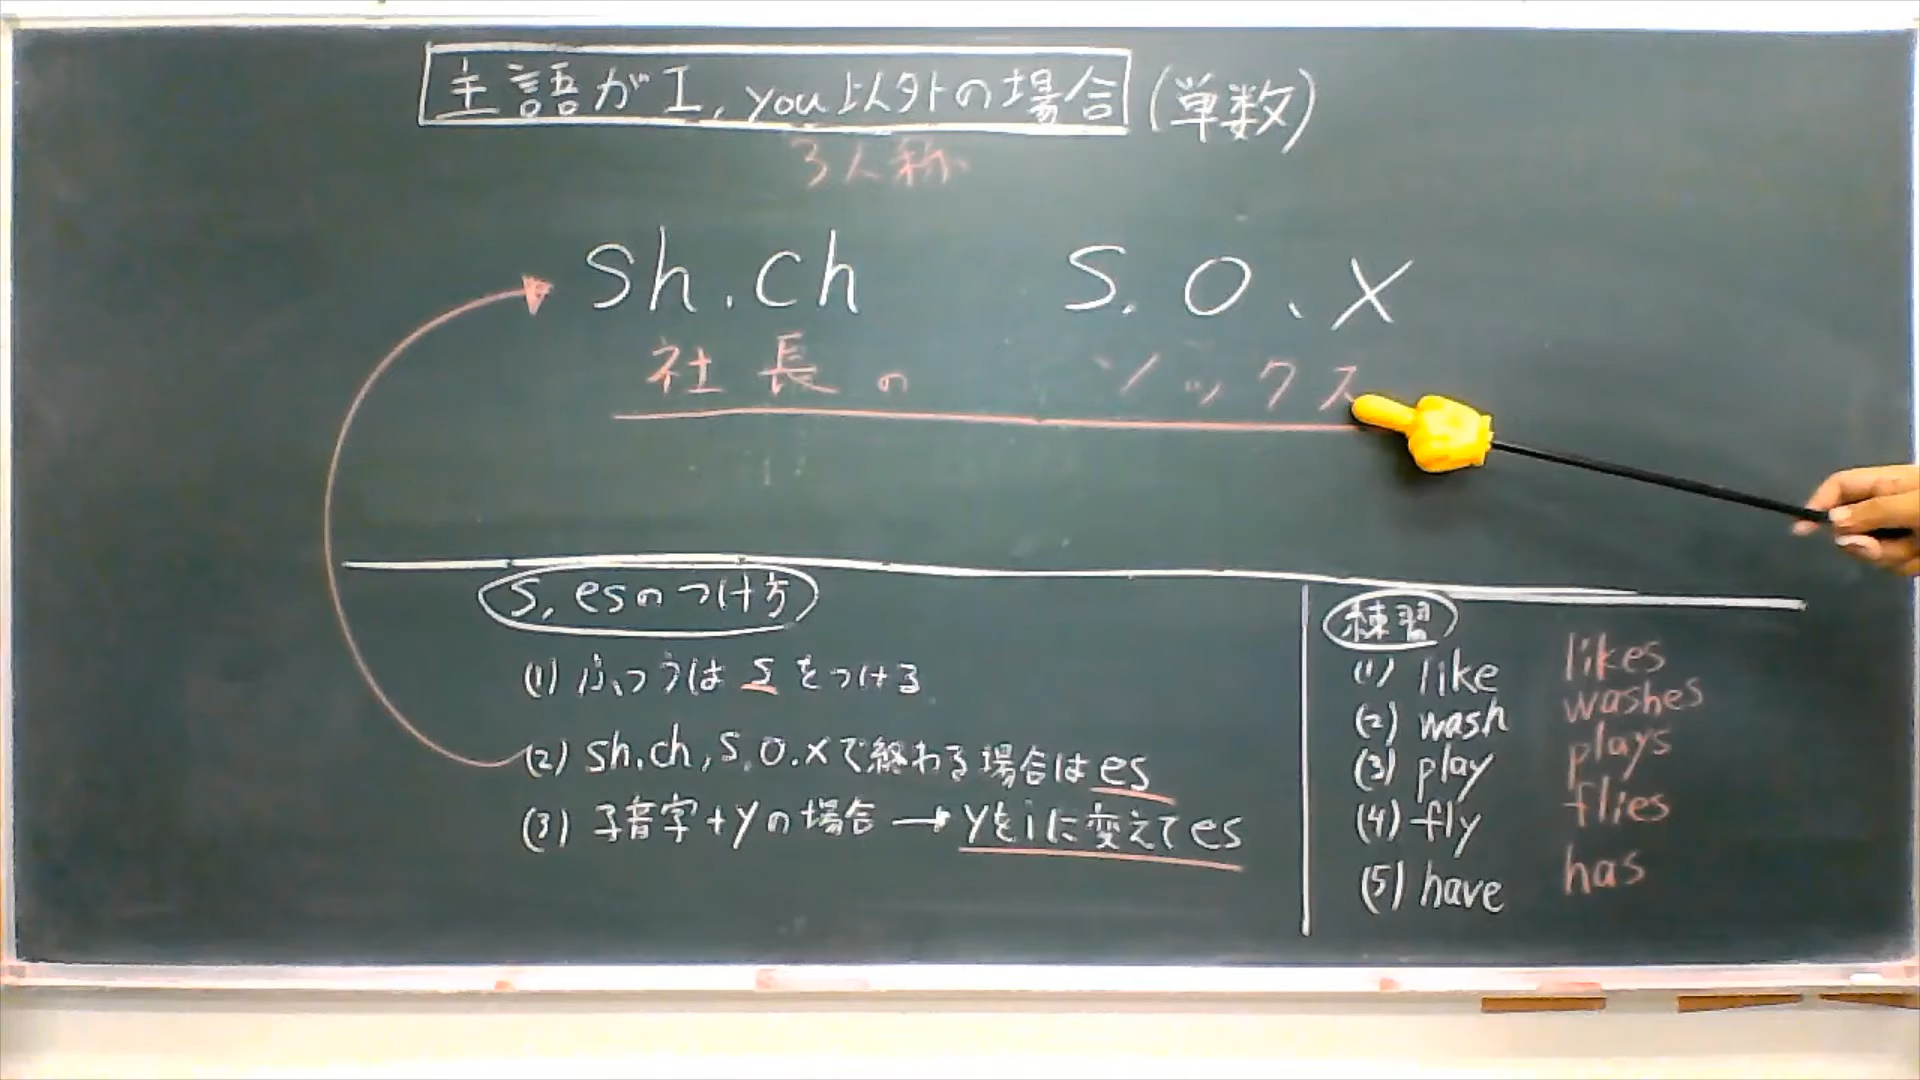 主語がI, you以外の場合 (単数)
3人称
sh.ch s.o.x
社長の ソックス
s, esのつけ方
(1) ふつうは s をつける
(2) sh.ch, s.o.xで終わる場合は es
(3) 子音字+yの場合 → yをiに変えて es
練習
(1) like likes
(2) wash washes
(3) play plays
(4) fly flies
(5) have has